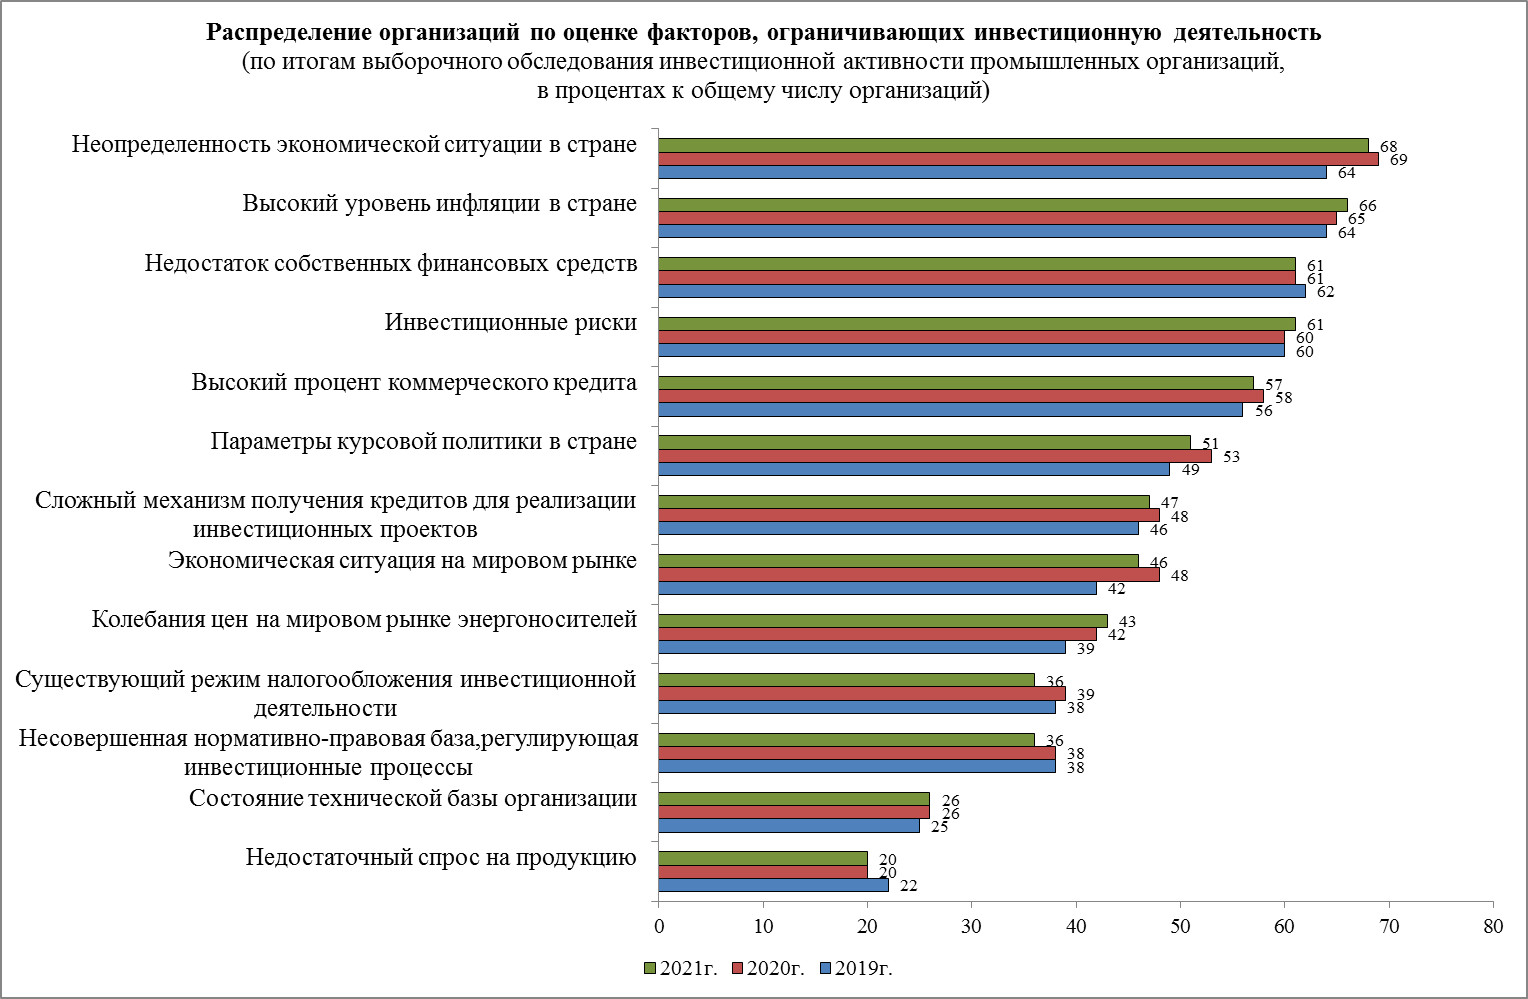 Распределение организаций по оценке факторов, ограничивающих инвестиционную деятельность
(по итогам выборочного обследования инвестиционной активности промышленных организаций,
в процентах к общему числу организаций)
Неопределенность экономической ситуации в стране
68
69
64
Высокий уровень инфляции в стране
66
65
64
Недостаток собственных финансовых средств
61
61
62
Инвестиционные риски
61
60
60
Высокий процент коммерческого кредита
57
58
56
Параметры курсовой политики в стране
51
53
49
Сложный механизм получения кредитов для реализации
инвестиционных проектов
47
48
46
Экономическая ситуация на мировом рынке
46
48
42
Колебания цен на мировом рынке энергоносителей
43
42
39
Существующий режим налогообложения инвестиционной
деятельности
36
39
38
Несовершенная нормативно-правовая база,регулирующая
инвестиционные процессы
36
38
38
Состояние технической базы организации
26
26
25
Недостаточный спрос на продукцию
20
20
22
0 10 20 30 40 50 60 70 80
2021г. 2020г. 2019г.